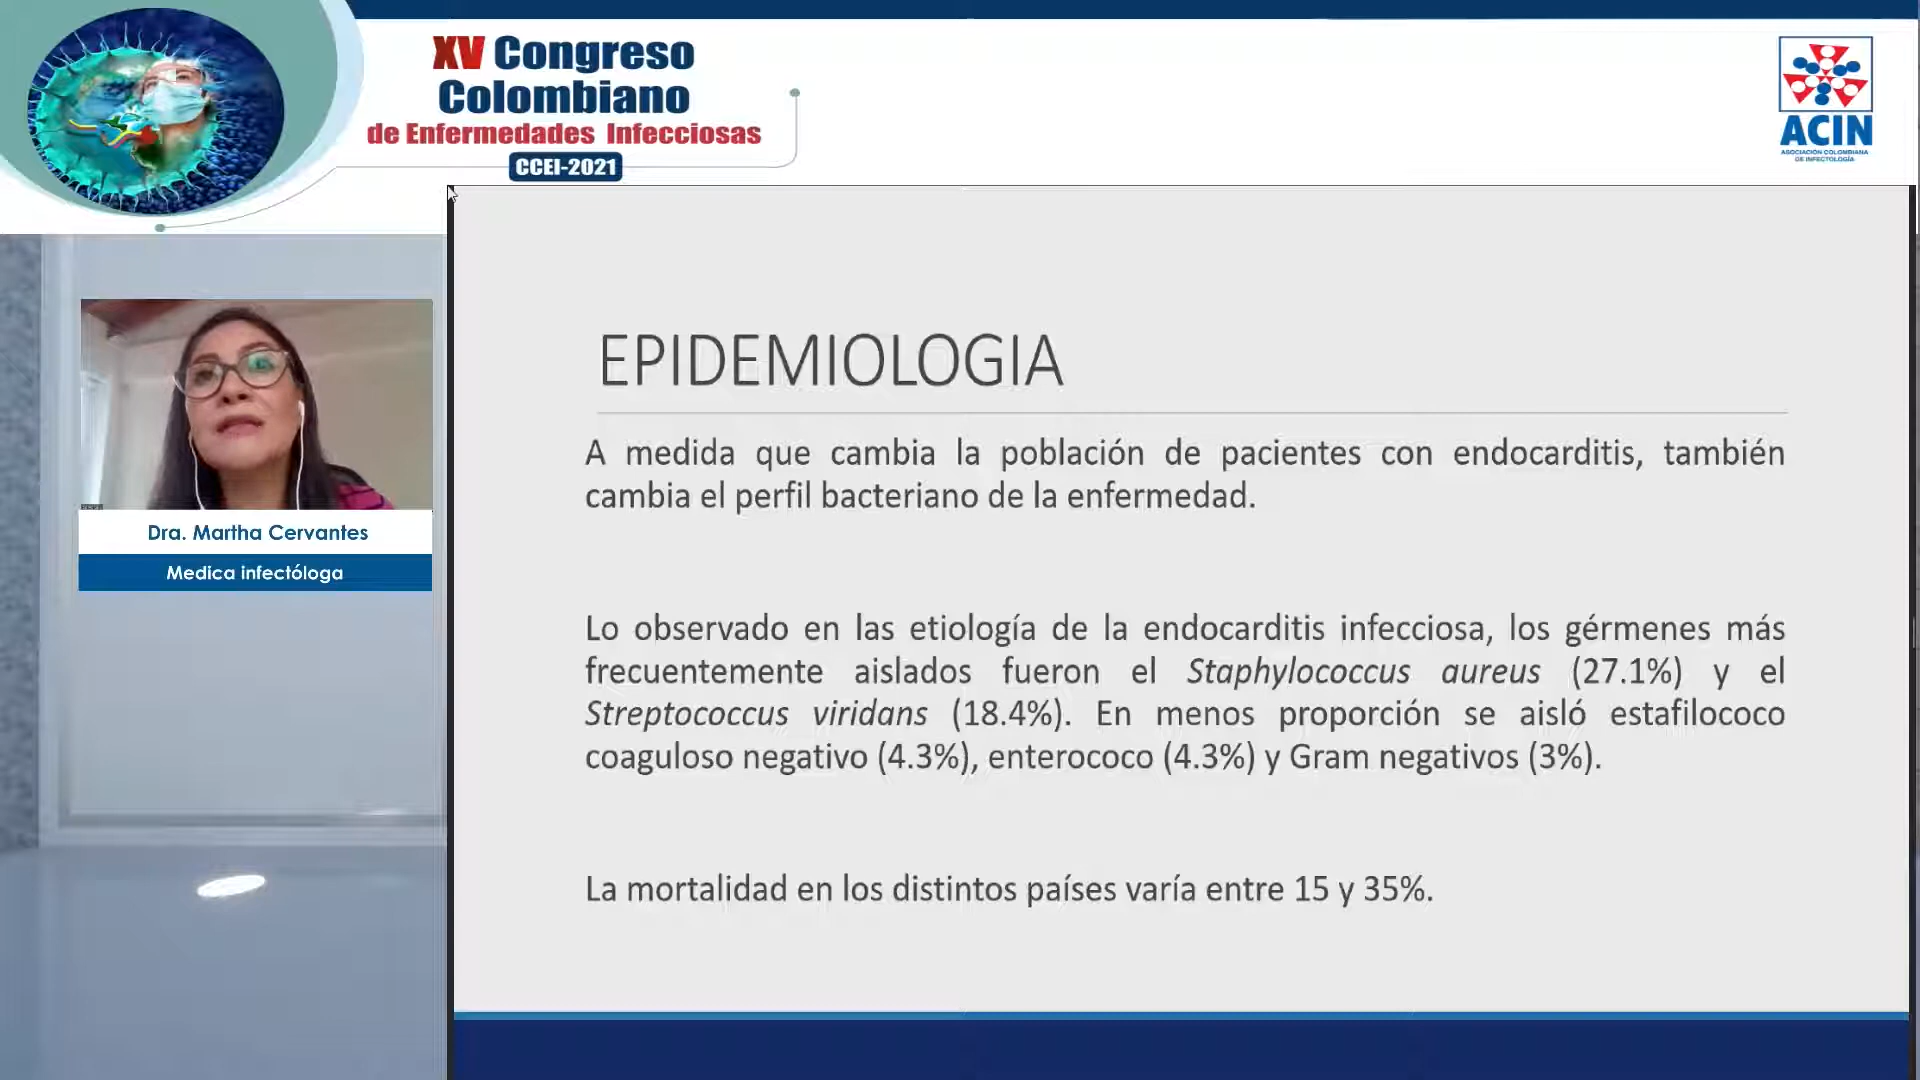 XV Congreso
Colombiano
de Enfermedades Infecciosas
CCEI-2021
ACIN
ASOCIACIÓN COLOMBIANA
DE INFECTOLOGÍA
Dra. Martha Cervantes
Medica infectóloga
EPIDEMIOLOGIA
A medida que cambia la población de pacientes con endocarditis, también
cambia el perfil bacteriano de la enfermedad.
Lo observado en las etiología de la endocarditis infecciosa, los gérmenes más
frecuentemente aislados fueron el Staphylococcus aureus (27.1%) y el
Streptococcus viridans (18.4%). En menos proporción se aisló estafilococo
coaguloso negativo (4.3%), enterococo (4.3%) y Gram negativos (3%).
La mortalidad en los distintos países varía entre 15 y 35%.